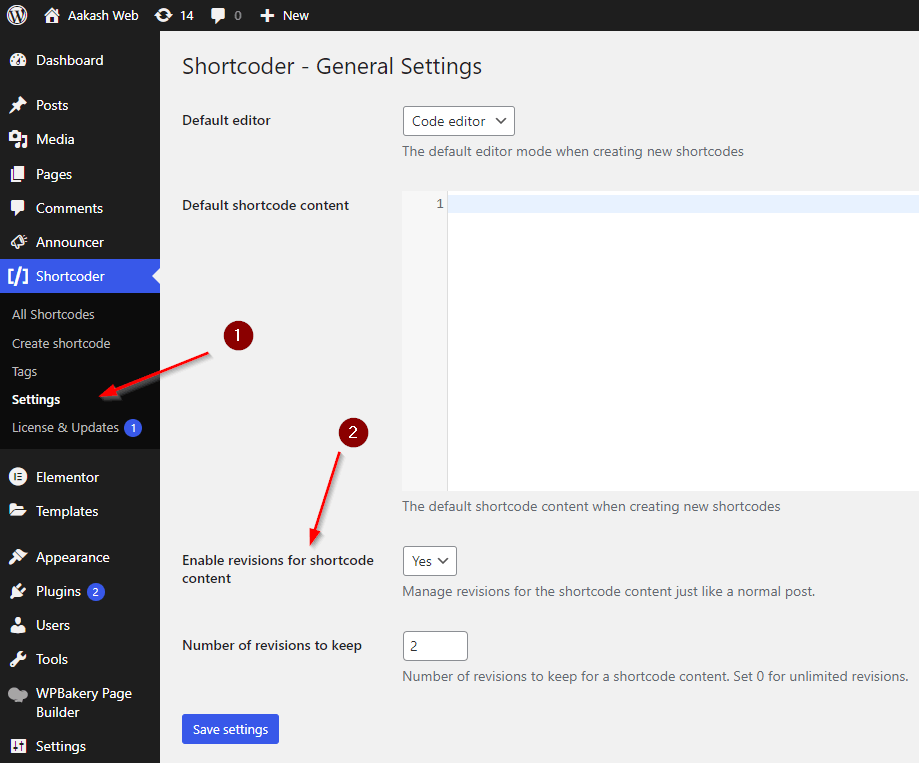 Aakash Web 14 0 New
Dashboard
Posts
Media
Pages
Comments
Announcer
[/] Shortcoder
All Shortcodes
Create shortcode
Tags
Settings
License & Updates 1
Elementor
Templates
Appearance
Plugins 2
Users
Tools
WPBakery Page
Builder
Settings
Shortcoder - General Settings
Default editor
Code editor
The default editor mode when creating new shortcodes
Default shortcode content
1
The default shortcode content when creating new shortcodes
1
2
Enable revisions for shortcode
content
Yes
Manage revisions for the shortcode content just like a normal post.
Number of revisions to keep
2
Number of revisions to keep for a shortcode content. Set 0 for unlimited revisions.
Save settings